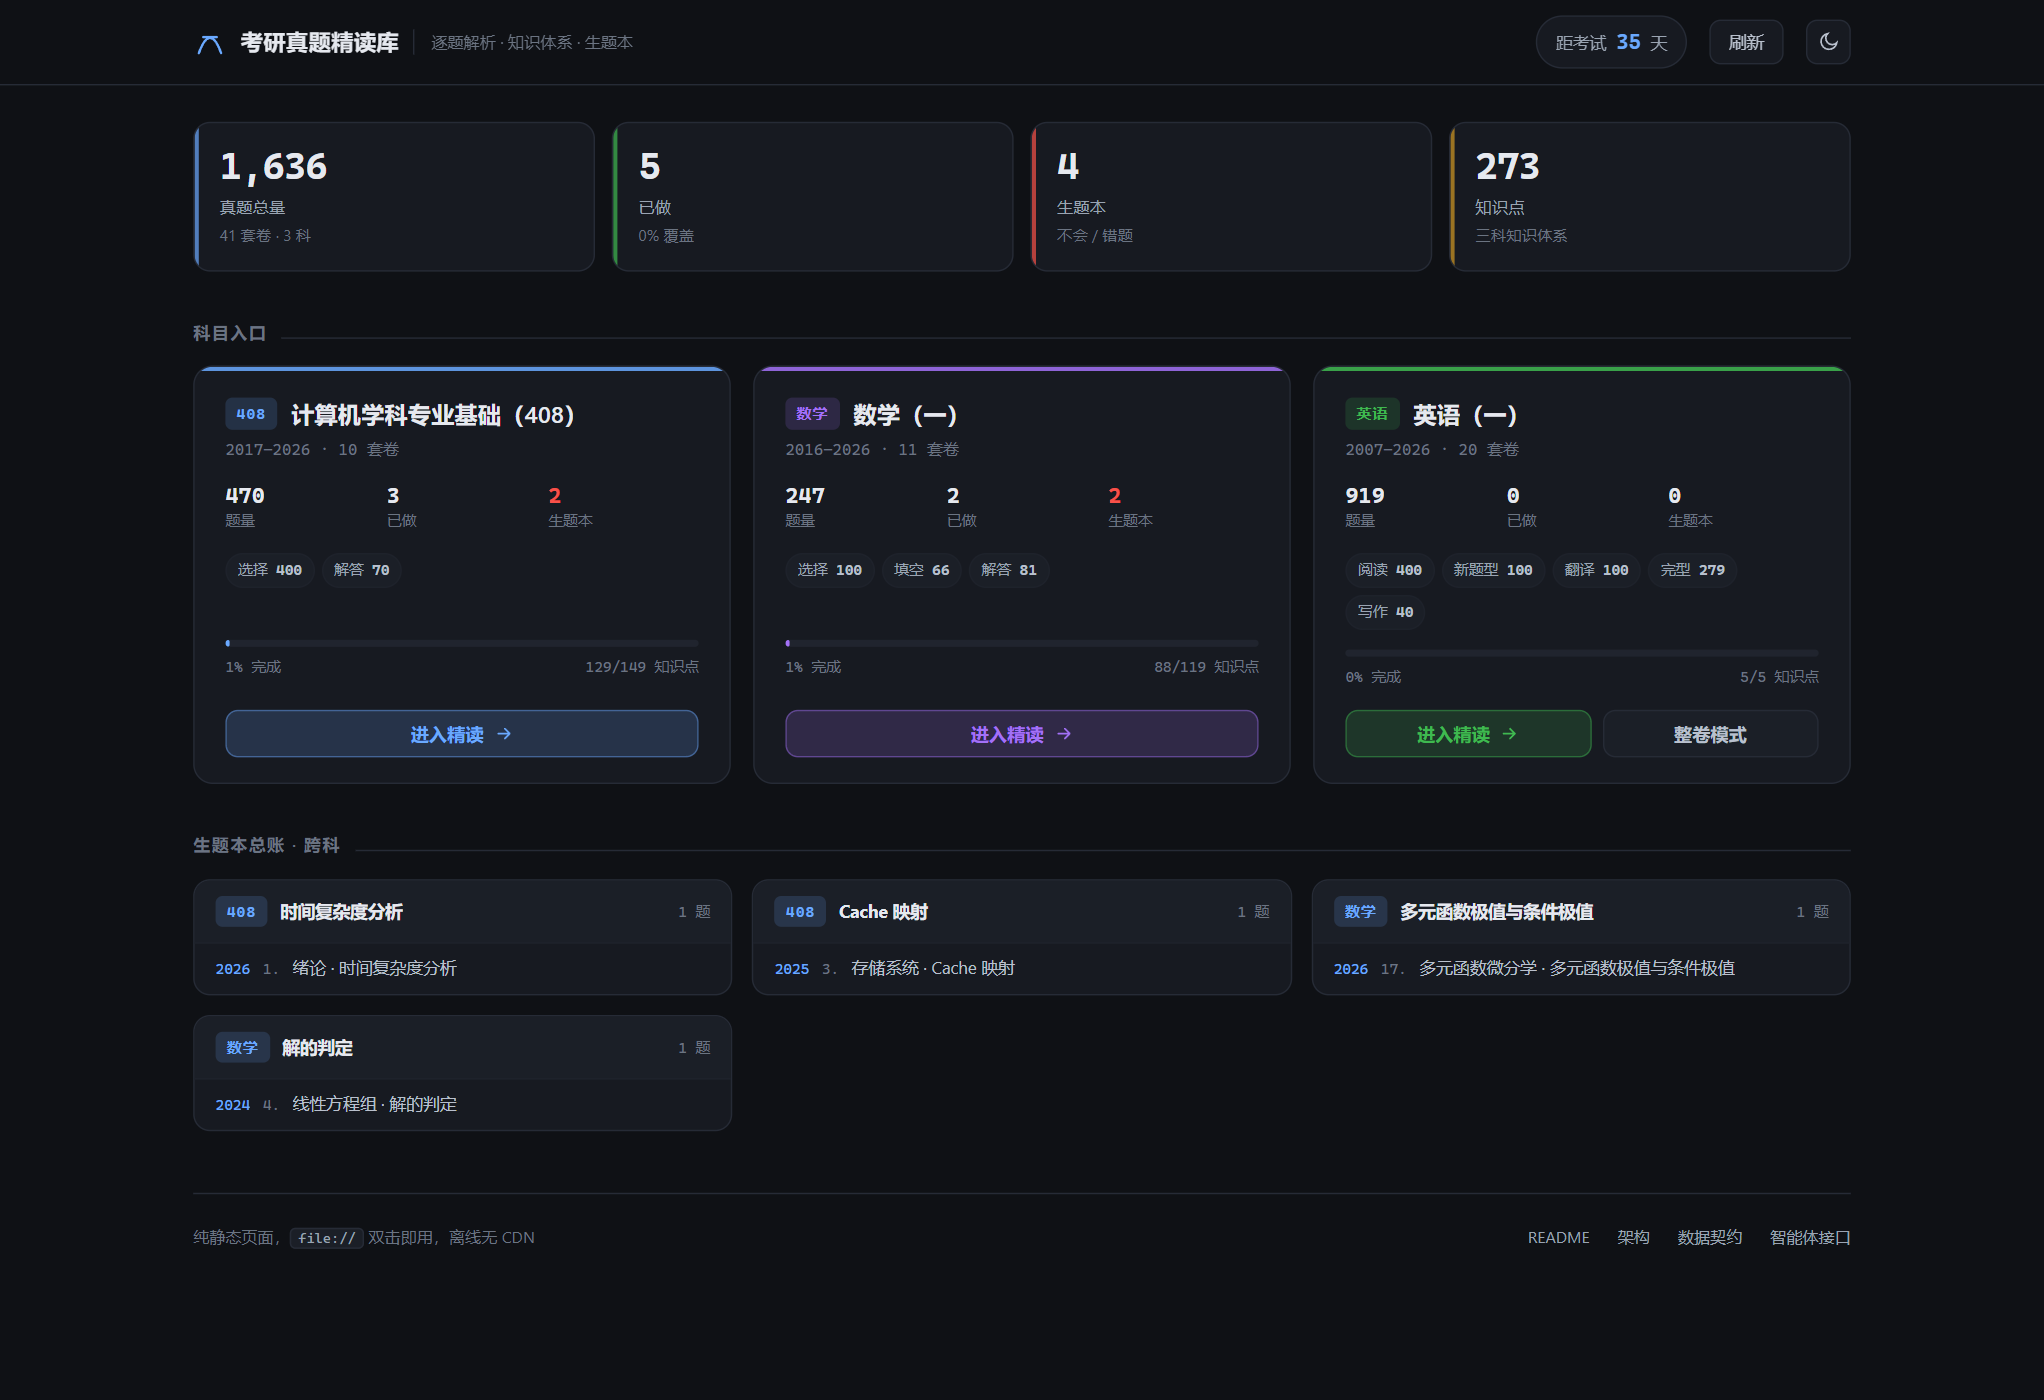 考研真题精读库
逐题解析 · 知识体系 · 生题本
距考试 35 天
刷新
1,636
真题总量
41 套卷 · 3 科
5
已做
0% 覆盖
4
生题本
不会 / 错题
273
知识点
三科知识体系
科目入口
408 计算机学科专业基础（408）
2017–2026 · 10 套卷
470 3 2
题量 已做 生题本
选择 400 解答 70
1% 完成 129/149 知识点
进入精读 →
数学 数学（一）
2016–2026 · 11 套卷
247 2 2
题量 已做 生题本
选择 100 填空 66 解答 81
1% 完成 88/119 知识点
进入精读 →
英语 英语（一）
2007–2026 · 20 套卷
919 0 0
题量 已做 生题本
阅读 400 新题型 100 翻译 100 完型 279
写作 40
0% 完成 5/5 知识点
进入精读 → 整卷模式
生题本总账 · 跨科
408 时间复杂度分析 1 题
2026 1. 绪论 · 时间复杂度分析
408 Cache 映射 1 题
2025 3. 存储系统 · Cache 映射
数学 多元函数极值与条件极值 1 题
2026 17. 多元函数微分学 · 多元函数极值与条件极值
数学 解的判定 1 题
2024 4. 线性方程组 · 解的判定
纯静态页面， file:// 双击即用，离线无 CDN
README 架构 数据契约 智能体接口